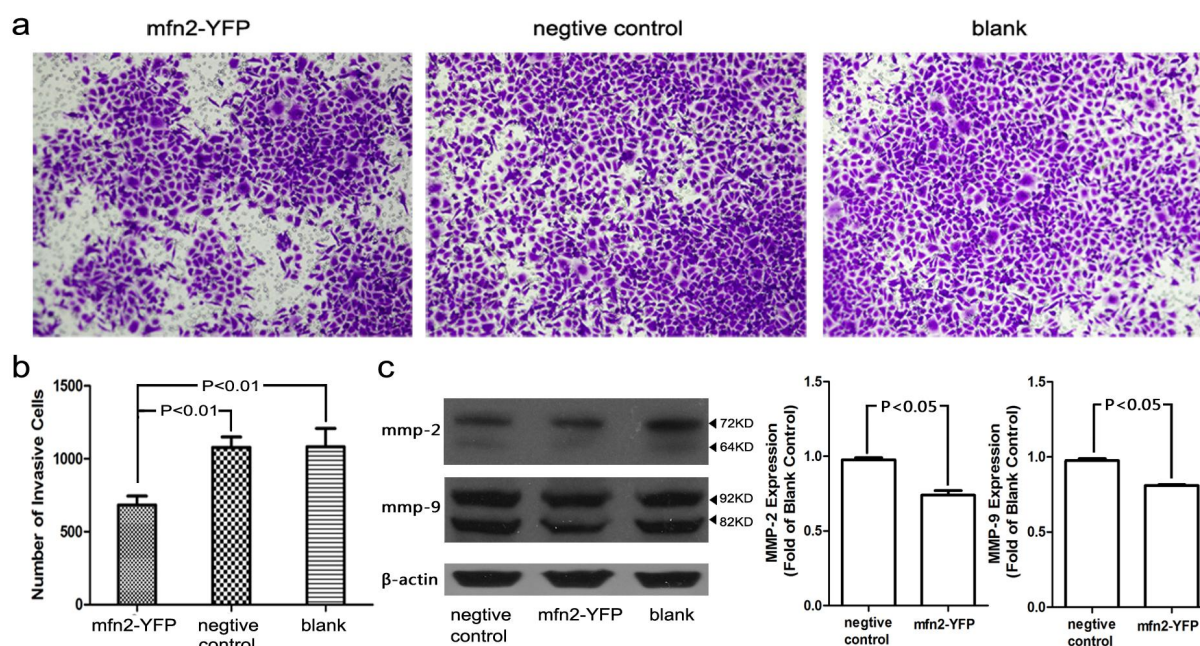 a
mfn2-YFP
negtive control
blank
b
Number of Invasive Cells
1500
1000
500
0
P<0.01
P<0.01
mfn2-YFP
negtive
control
blank
c
mmp-2
72KD
64KD
mmp-9
92KD
82KD
β-actin
negtive
control
mfn2-YFP
blank
MMP-2 Expression
(Fold of Blank Control)
1.5
1.0
0.5
0.0
P<0.05
negtive
control
mfn2-YFP
MMP-9 Expression
(Fold of Blank Control)
1.5
1.0
0.5
0.0
P<0.05
negtive
control
mfn2-YFP